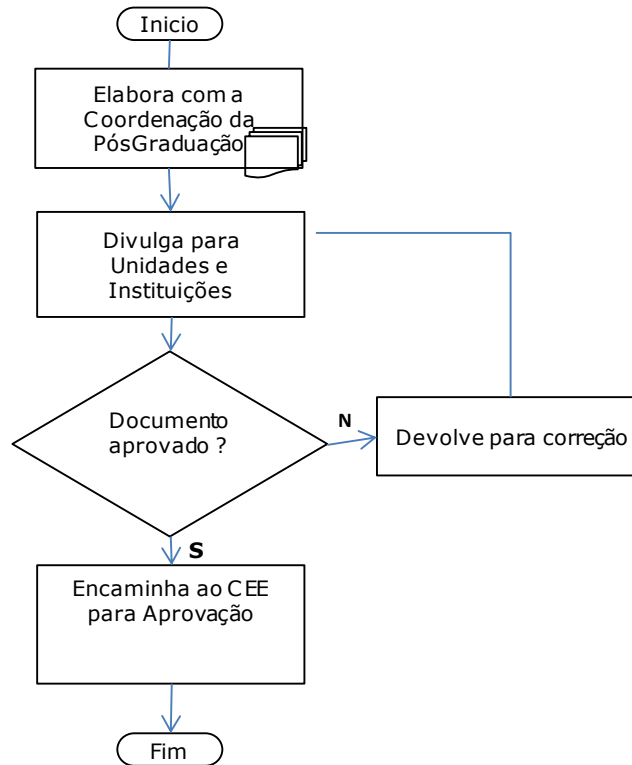 Inicio
Elabora com a
Coordenação da
PósGraduação
Divulga para
Unidades e
Instituições
Documento
aprovado ?
N
Devolve para correção
S
Encaminha ao CEE
para Aprovação
Fim